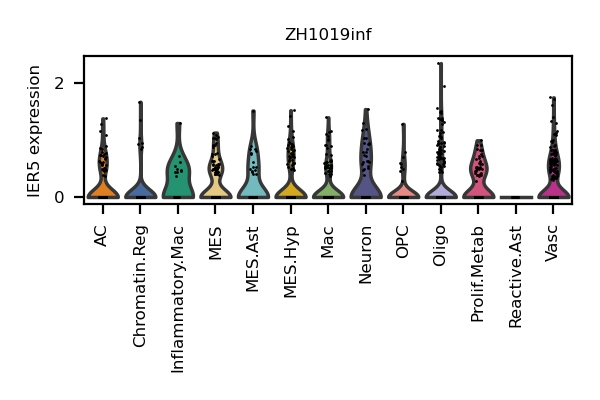 ZH1019inf
IER5 expression
2
0
AC
Chromatin.Reg
Inflammatory.Mac
MES
MES.Ast
MES.Hyp
Mac
Neuron
OPC
Oligo
Prolif.Metab
Reactive.Ast
Vasc